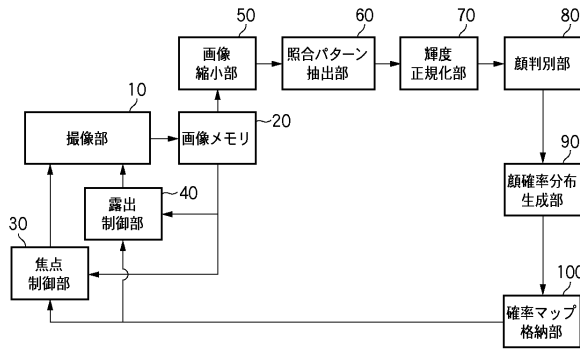 50
60
70
80
画像
縮小部
照合パターン
抽出部
輝度
正規化部
顔判別部
10
撮像部
20
画像メモリ
90
顔確率分布
生成部
40
露出
制御部
30
焦点
制御部
100
確率マップ
格納部